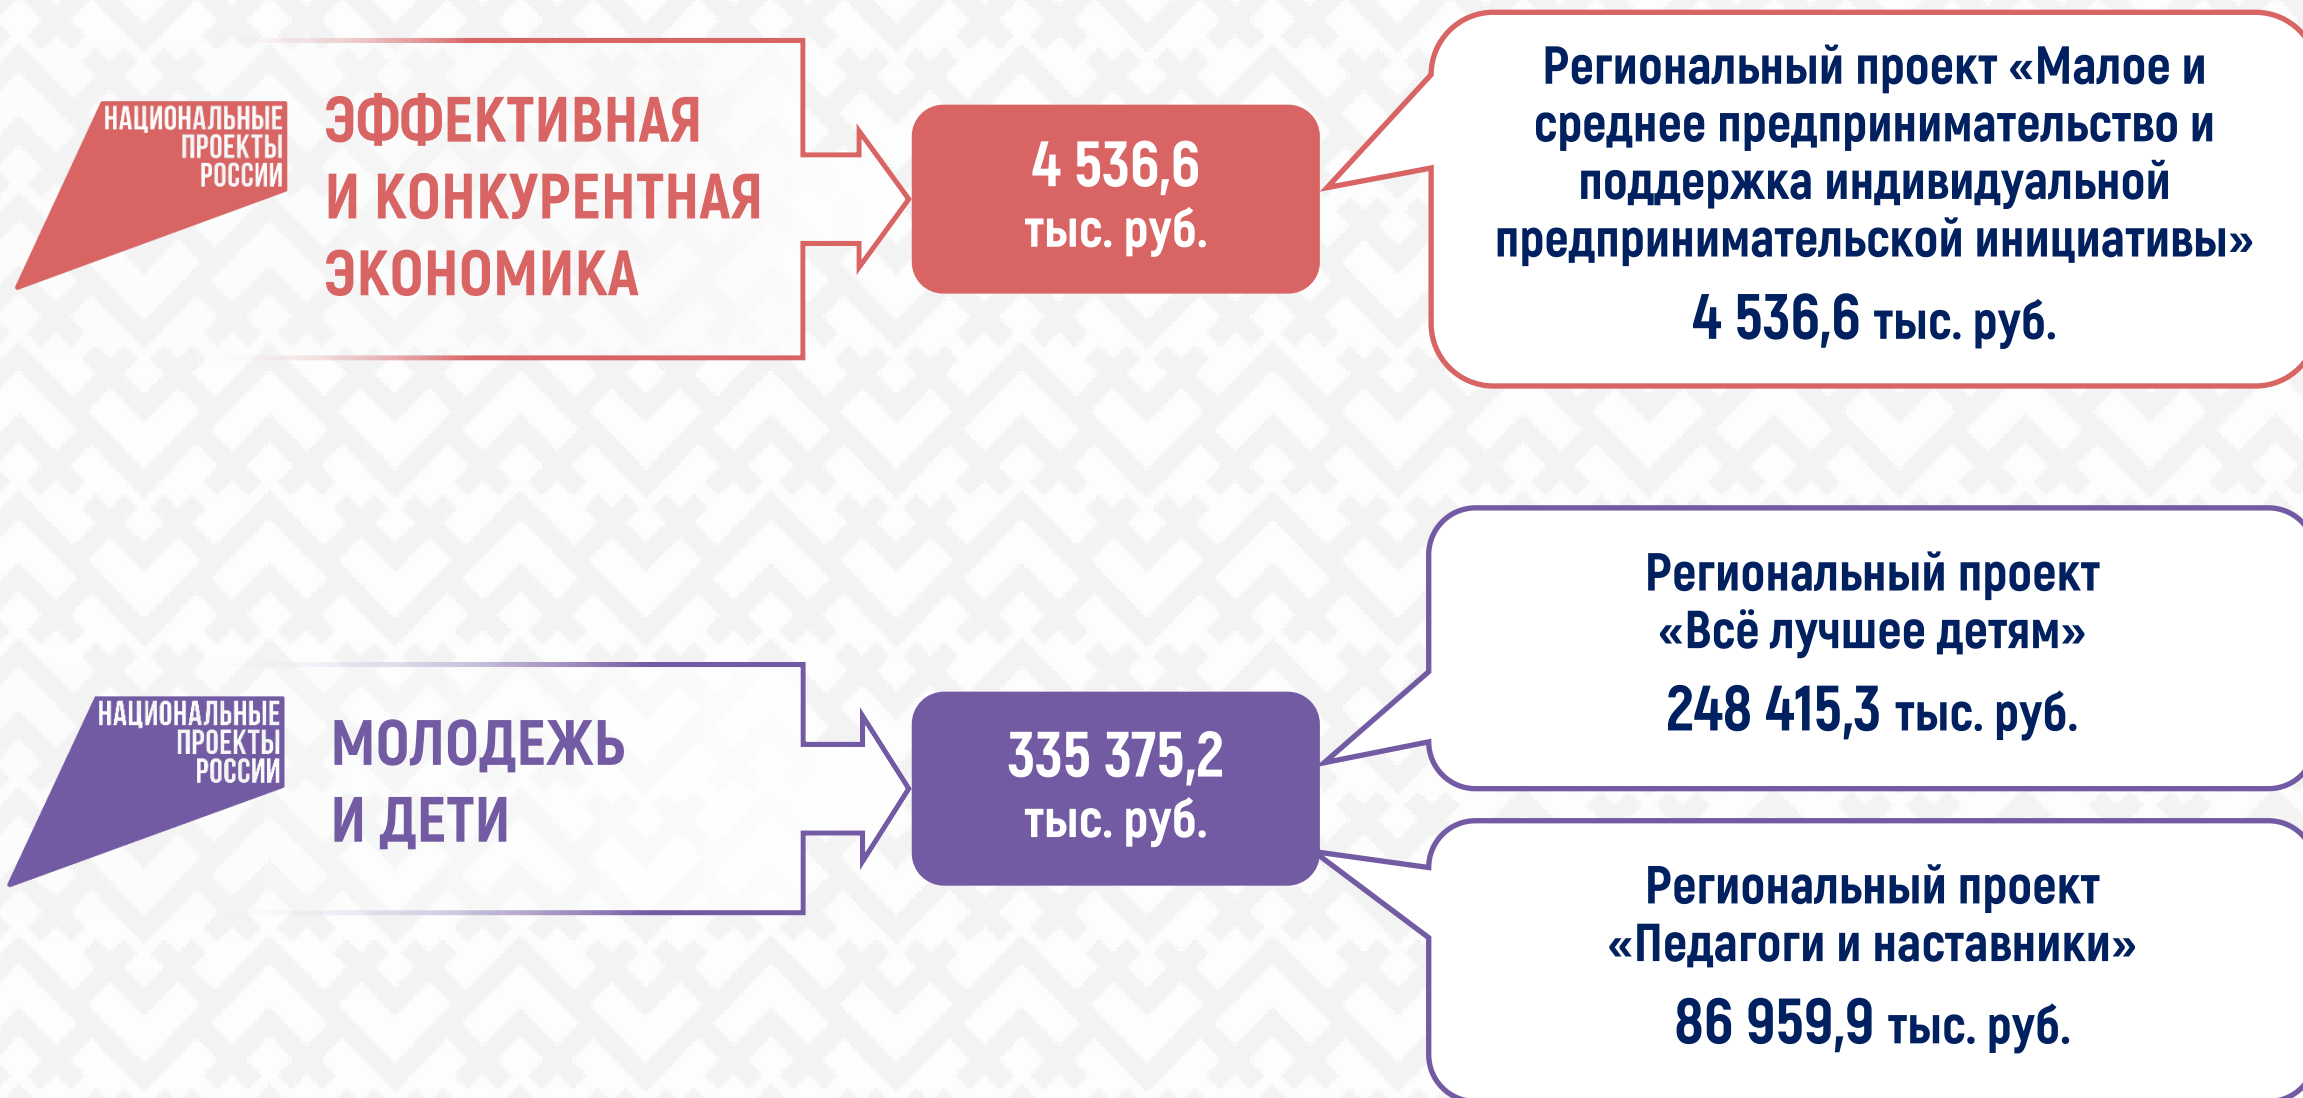 НАЦИОНАЛЬНЫЕ
ПРОЕКТЫ
РОССИИ
ЭФФЕКТИВНАЯ
И КОНКУРЕНТНАЯ
ЭКОНОМИКА
4 536,6
тыс. руб.
Региональный проект «Малое и
среднее предпринимательство и
поддержка индивидуальной
предпринимательской инициативы»
4 536,6 тыс. руб.
НАЦИОНАЛЬНЫЕ
ПРОЕКТЫ
РОССИИ
МОЛОДЕЖЬ
И ДЕТИ
335 375,2
тыс. руб.
Региональный проект
«Всё лучшее детям»
248 415,3 тыс. руб.
Региональный проект
«Педагоги и наставники»
86 959,9 тыс. руб.